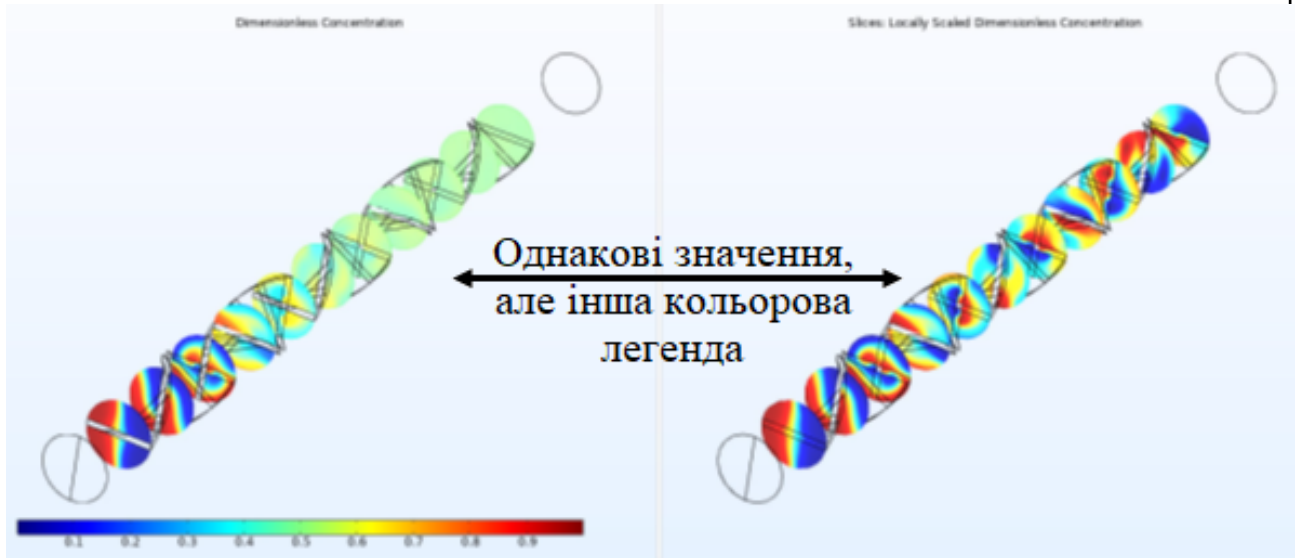 Dimensionless Concentration
Slices: Locally Scaled Dimensionless Concentration
Однакові значення,
але інша кольорова
легенда
0.1 0.2 0.3 0.4 0.5 0.6 0.7 0.8 0.9